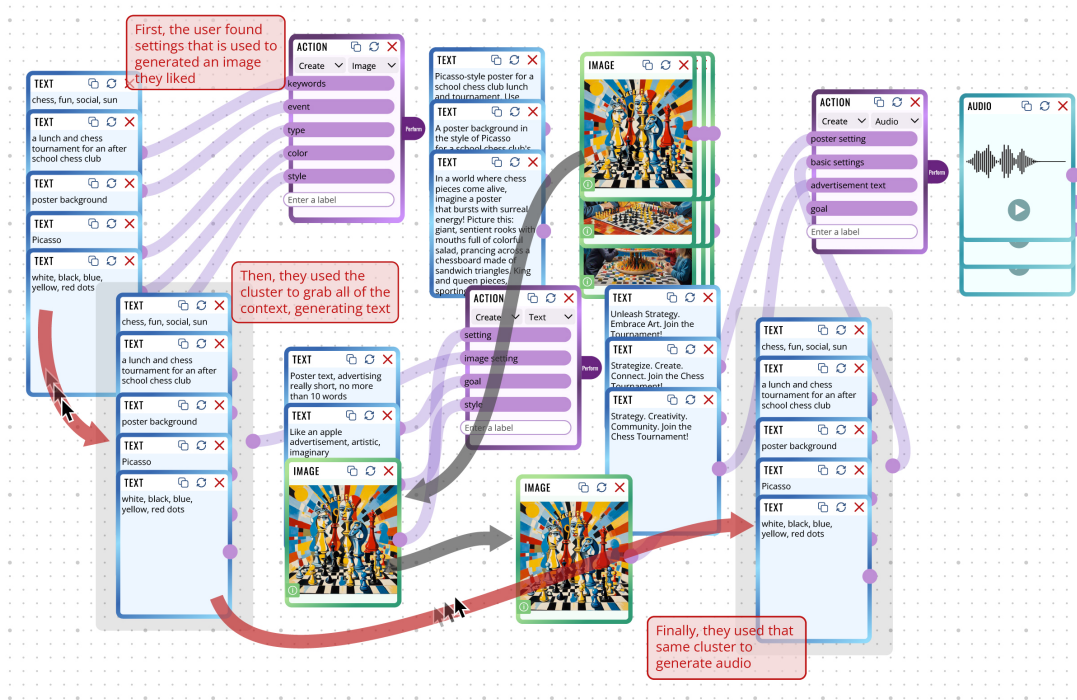 First, the user found
settings that is used to
generated an image
they liked
TEXT
chess, fun, social, sun
TEXT
a lunch and chess
tournament for an after
school chess club
TEXT
poster background
TEXT
Picasso
TEXT
white, black, blue,
yellow, red dots
ACTION
Create
Image
keywords
event
type
color
style
Enter a label
Perform
TEXT
Picasso-style poster for a
school chess club lunch
and tournament. Use
TEXT
A poster background in
the style of Picasso
for a school chess club's
TEXT
In a world where chess
pieces come alive,
imagine a poster
that bursts with surreal
energy! Picture this:
giant, sentient rooks with
mouths full of colorful
salad, prancing across a
chessboard made of
sandwich triangles. King
and queen pieces,
sporting
IMAGE
Then, they used the
cluster to grab all of the
context, generating text
TEXT
chess, fun, social, sun
TEXT
a lunch and chess
tournament for an after
school chess club
TEXT
poster background
TEXT
Picasso
TEXT
white, black, blue,
yellow, red dots
TEXT
Poster text, advertising
really short, no more
than 10 words
TEXT
Like an apple
advertisement, artistic,
imaginary
IMAGE
ACTION
Create
Text
setting
image setting
goal
style
Enter a label
Perform
TEXT
Unleash Strategy.
Embrace Art. Join the
Tournament!
TEXT
Strategize. Create.
Connect. Join the Chess
Tournament!
TEXT
Strategy. Creativity.
Community. Join the
Chess Tournament!
IMAGE
ACTION
Create
Audio
poster setting
basic settings
advertisement text
goal
Enter a label
Perform
AUDIO
TEXT
chess, fun, social, sun
TEXT
a lunch and chess
tournament for an after
school chess club
TEXT
poster background
TEXT
Picasso
TEXT
white, black, blue,
yellow, red dots
Finally, they used that
same cluster to
generate audio